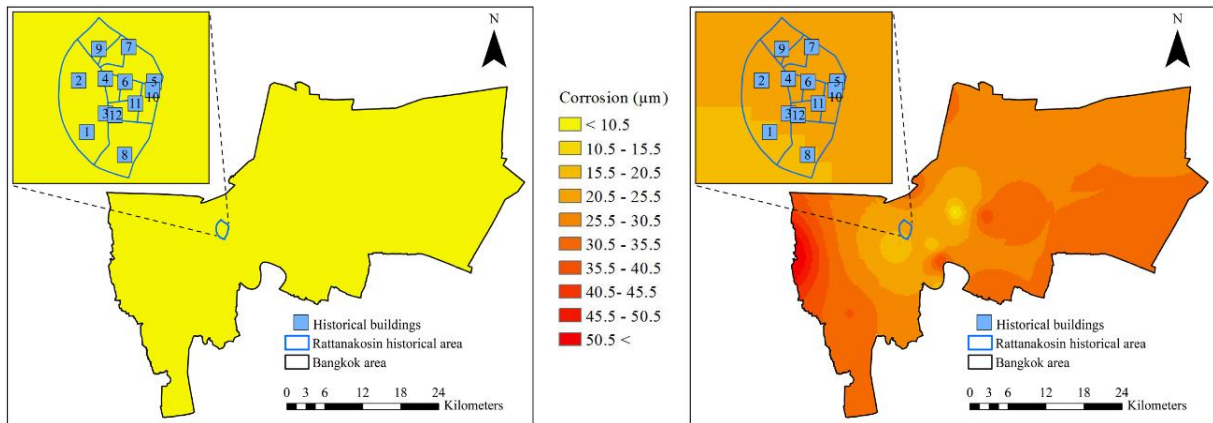 N
9 7
2 4 6 5
10
11
3 12
1
8
Historical buildings
Rattanakosin historical area
Bangkok area
0 3 6 12 18 24
Kilometers
Corrosion (µm)
< 10.5
10.5 - 15.5
15.5 - 20.5
20.5 - 25.5
25.5 - 30.5
30.5 - 35.5
35.5 - 40.5
40.5- 45.5
45.5 - 50.5
50.5 <
N
9 7
2 4 6 5
10
11
3 12
1
8
Historical buildings
Rattanakosin historical area
Bangkok area
0 3 6 12 18 24
Kilometers